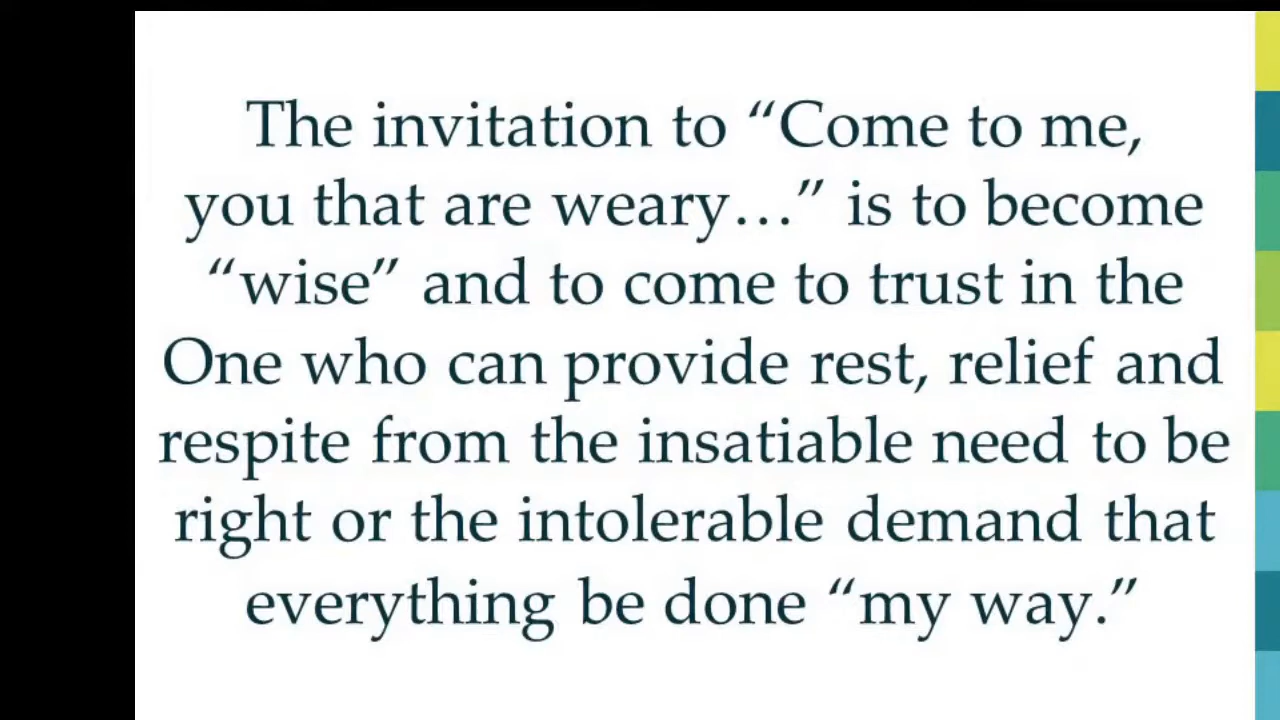 The invitation to “Come to me,
you that are weary…” is to become
“wise” and to come to trust in the
One who can provide rest, relief and
respite from the insatiable need to be
right or the intolerable demand that
everything be done “my way.”